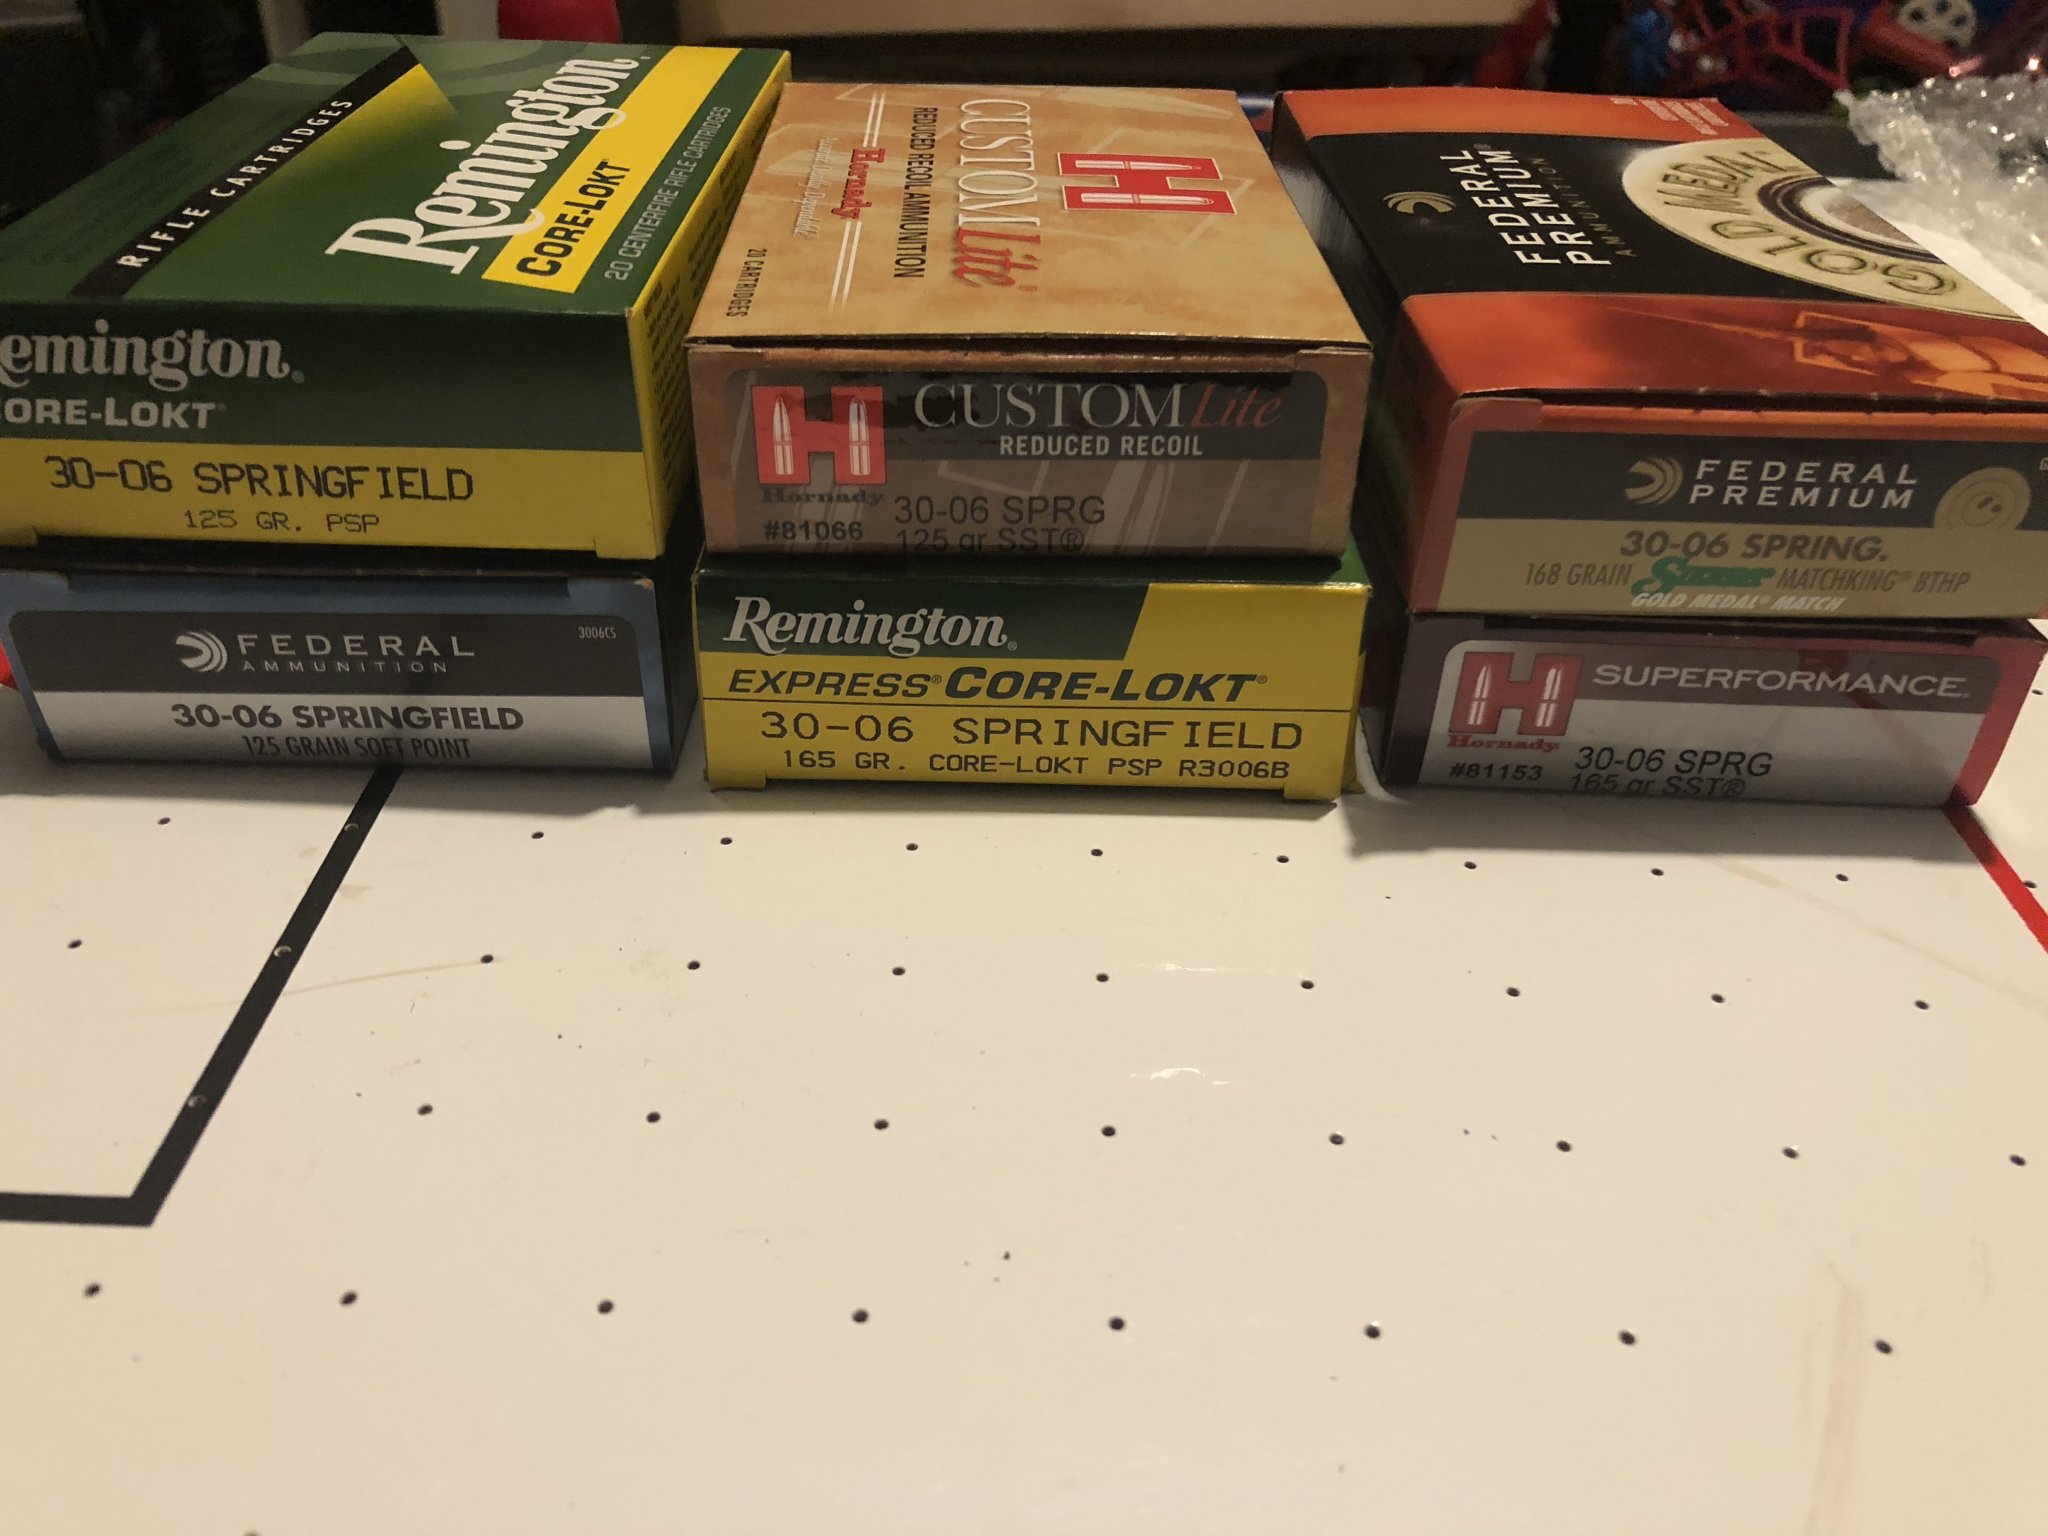 RIFLE CARTRIDGES
Remington
CORE-LOKT
20 CENTERFIRE RIFLE CARTRIDGES
emington®
ORE-LOKT
30-06 SPRINGFIELD
125 GR. PSP
CUSTOM Lite®
REDUCED RECOIL AMMUNITION
Hornady
20 CARTRIDGES
CUSTOM Lite
REDUCED RECOIL
Hornady
#81066
30-06 SPRG
125 gr SST®
FEDERAL
PREMIUM®
AMMUNITION
GOLD MEDAL®
FEDERAL
PREMIUM
30-06 SPRING.
168 GRAIN SIERRA MATCHKING® BTHP
GOLD MEDAL® MATCH
FEDERAL
AMMUNITION
3006CS
30-06 SPRINGFIELD
125 GRAIN SOFT POINT
Remington®
EXPRESS® CORE-LOKT®
30-06 SPRINGFIELD
165 GR. CORE-LOKT PSP R3006B
SUPERFORMANCE
Hornady
#81153
30-06 SPRG
165 gr SST®